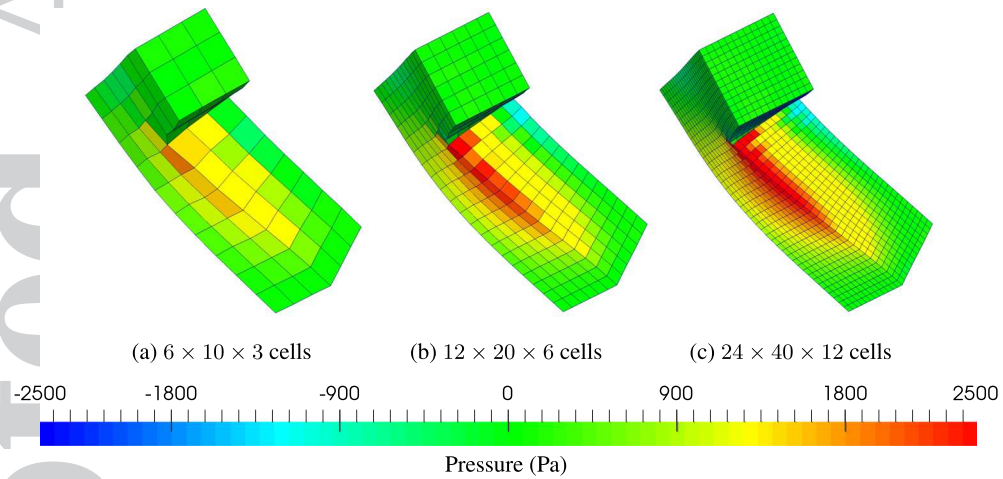 (a) 6 × 10 × 3 cells
(b) 12 × 20 × 6 cells
(c) 24 × 40 × 12 cells
-2500 -1800 -900 0 900 1800 2500
Pressure (Pa)